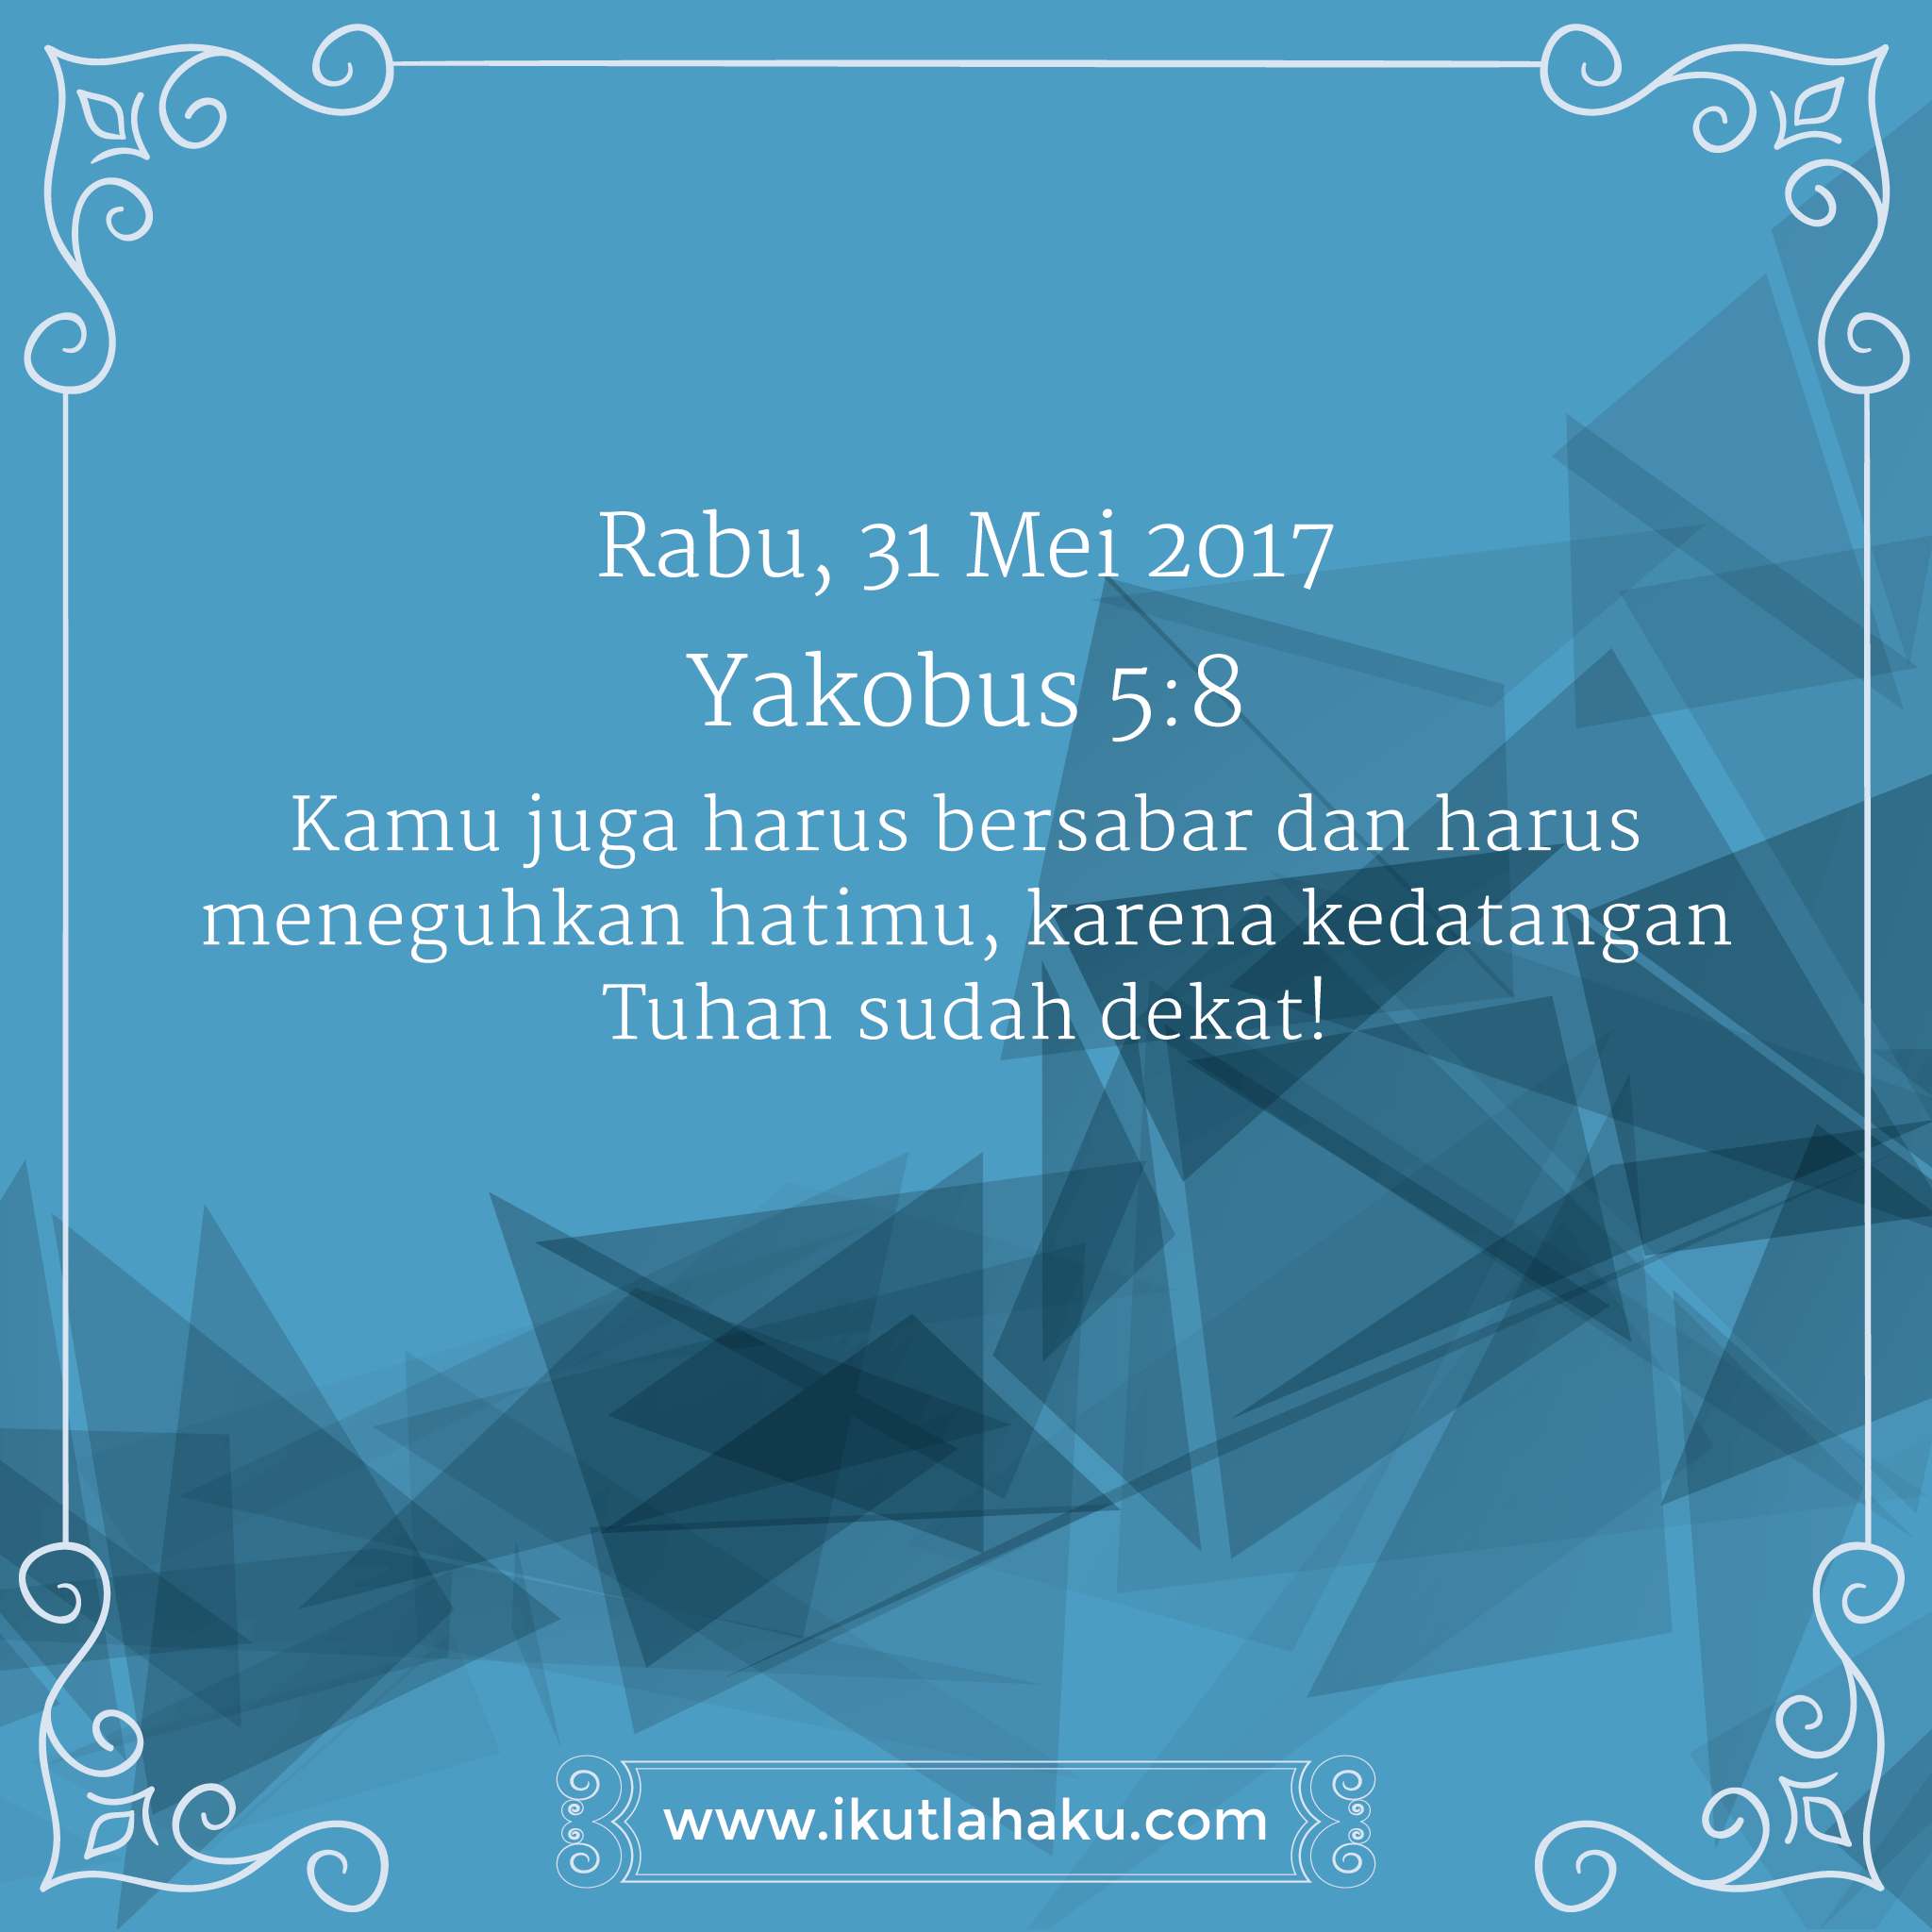 Rabu, 31 Mei 2017
Yakobus 5:8
Kamu juga harus bersabar dan harus
meneguhkan hatimu, karena kedatangan
Tuhan sudah dekat!
www.ikutlahaku.com